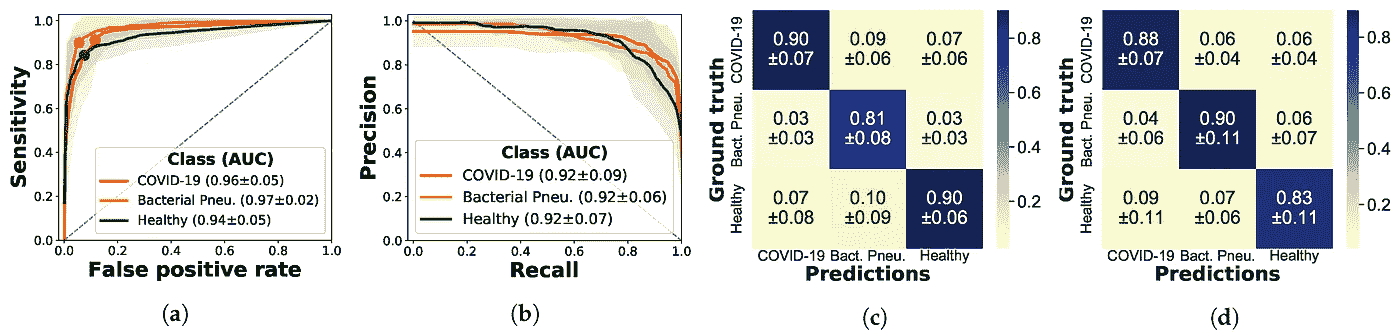 Sensitivity
1.0
0.8
0.6
0.4
0.2
0.0
Class (AUC)
COVID-19 (0.96±0.05)
Bacterial Pneu. (0.97±0.02)
Healthy (0.94±0.05)
0.0 0.2 0.4 0.6 0.8 1.0
False positive rate
(a)
Precision
1.0
0.8
0.6
0.4
0.2
0.0
Class (AUC)
COVID-19 (0.92±0.09)
Bacterial Pneu. (0.92±0.06)
Healthy (0.92±0.07)
0.0 0.2 0.4 0.6 0.8 1.0
Recall
(b)
Ground truth
COVID-19
Bact. Pneu.
Healthy
0.90 0.09 0.07
±0.07 ±0.06 ±0.06
0.03 0.81 0.03
±0.03 ±0.08 ±0.03
0.07 0.10 0.90
±0.08 ±0.09 ±0.06
COVID-19 Bact. Pneu. Healthy
Predictions
0.8
0.6
0.4
0.2
(c)
Ground truth
COVID-19
Bact. Pneu.
Healthy
0.88 0.06 0.06
±0.07 ±0.04 ±0.04
0.04 0.90 0.06
±0.06 ±0.11 ±0.07
0.09 0.07 0.83
±0.11 ±0.06 ±0.11
COVID-19 Bact. Pneu. Healthy
Predictions
0.8
0.6
0.4
0.2
(d)